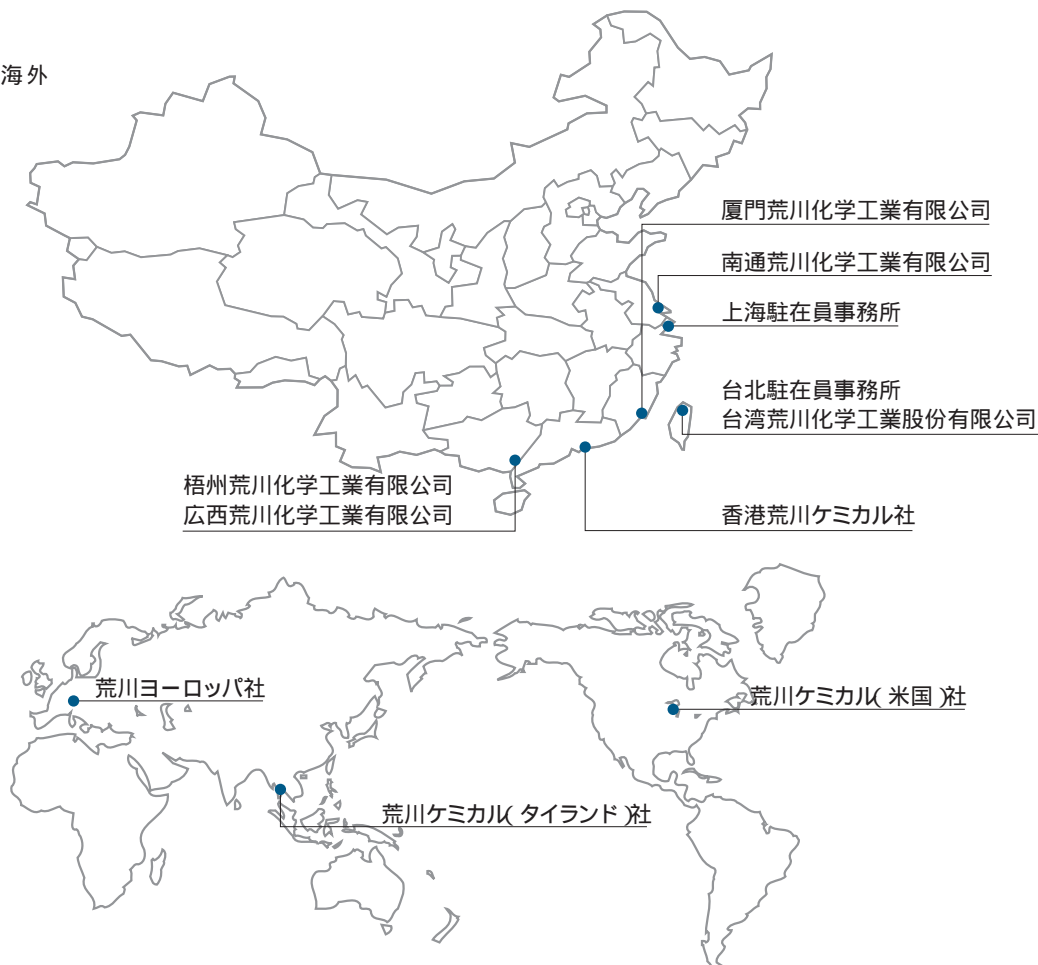 海外
厦門荒川化学工業有限公司
南通荒川化学工業有限公司
上海駐在員事務所
台北駐在員事務所
台湾荒川化学工業股份有限公司
梧州荒川化学工業有限公司
広西荒川化学工業有限公司
香港荒川ケミカル社
荒川ヨーロッパ社
荒川ケミカル(米国)社
荒川ケミカル(タイランド)社